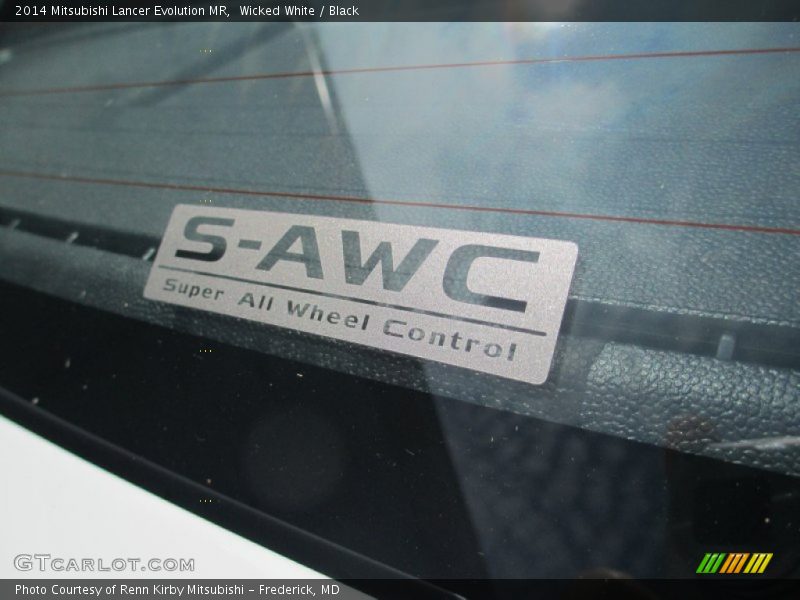 2014 Mitsubishi Lancer Evolution MR,  Wicked White / Black
S-AWC
Super All Wheel Control
GTcarlot.com
Photo Courtesy of Renn Kirby Mitsubishi - Frederick, MD